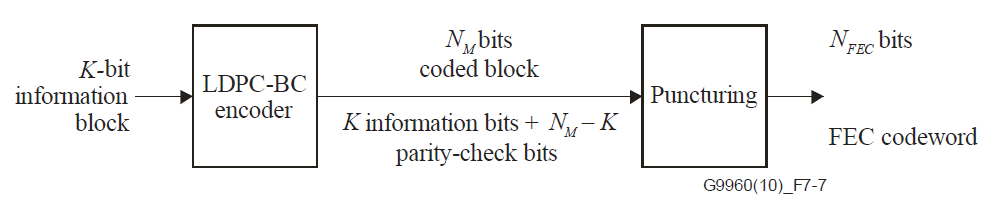 K-bit
information
block
LDPC-BC
encoder
N_M bits
coded block
K information bits + N_M – K
parity-check bits
Puncturing
N_FEC bits
FEC codeword
G9960(10)_F7-7